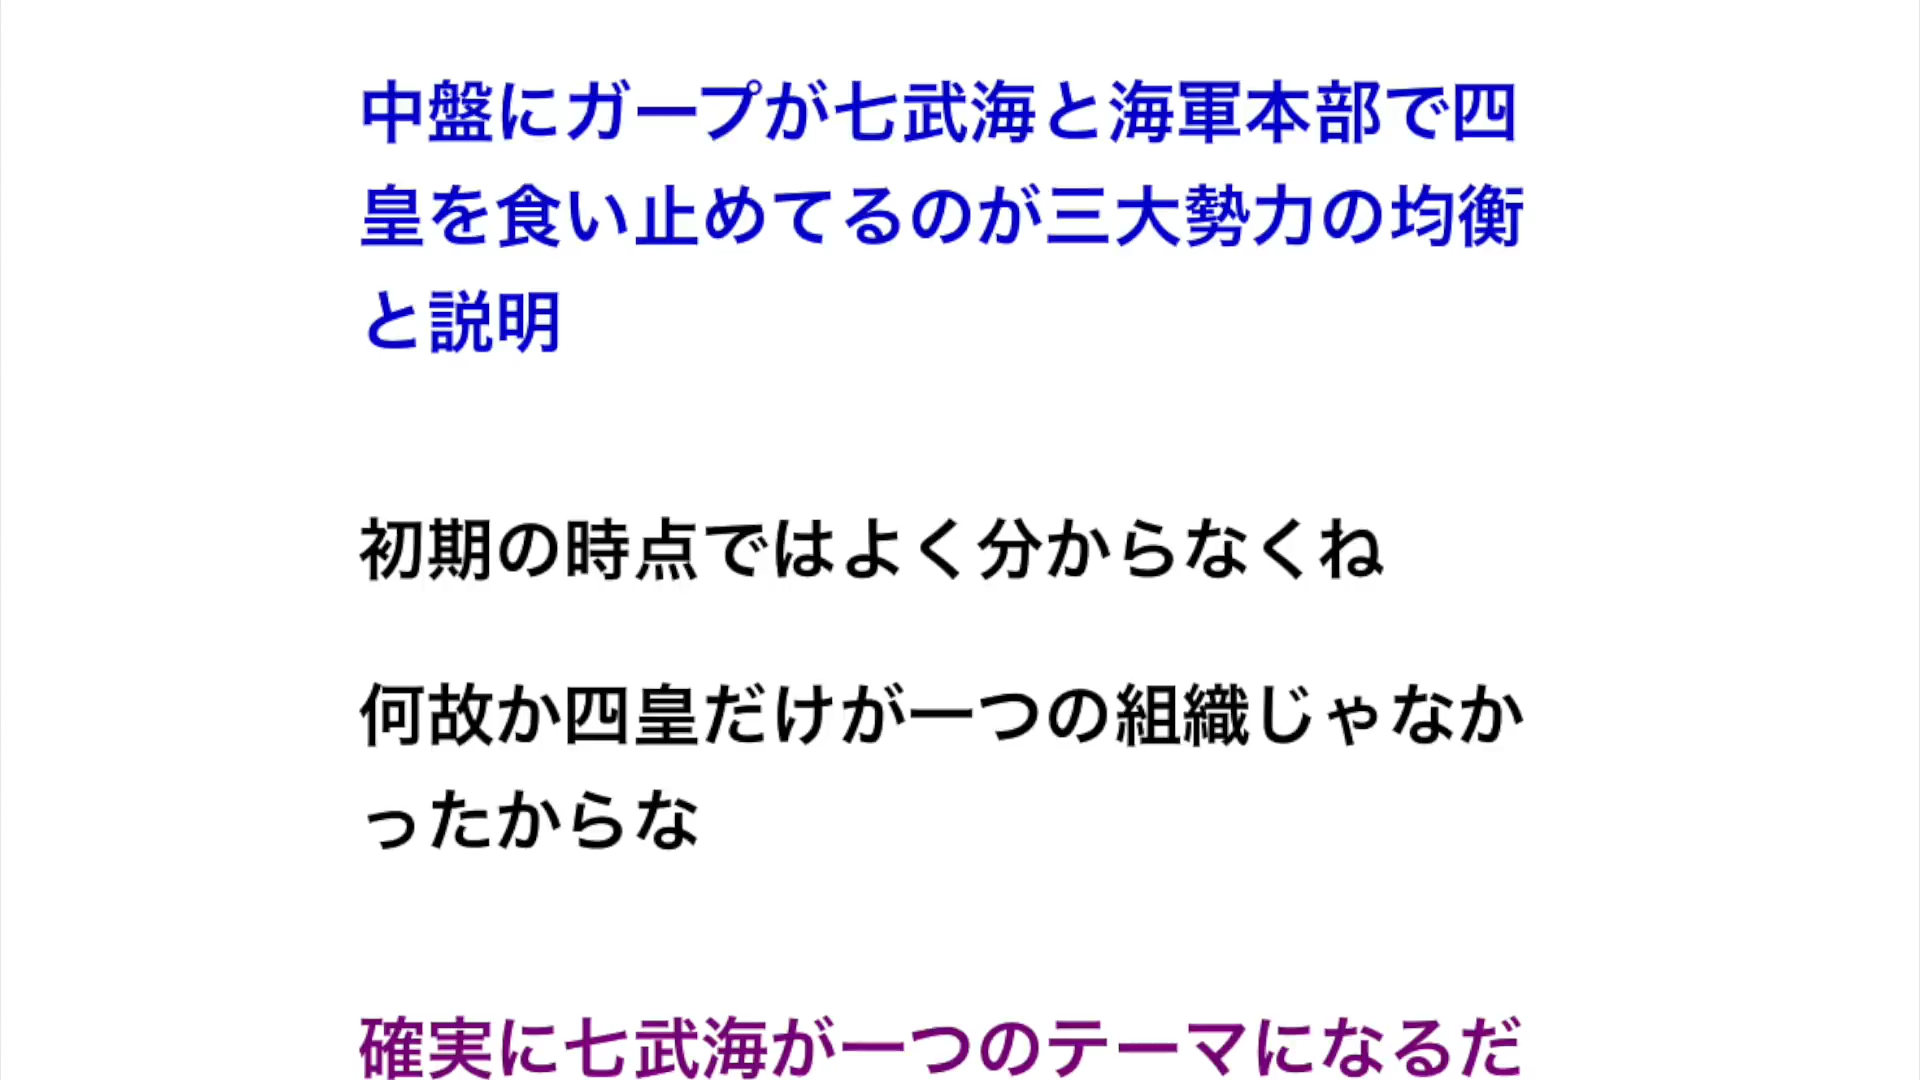 中盤にガープが七武海と海軍本部で四
皇を食い止めてるのが三大勢力の均衡
と説明
初期の時点ではよく分からなくね
何故か四皇だけが一つの組織じゃなか
ったからな
確実に七武海が一つのテーマになるだ